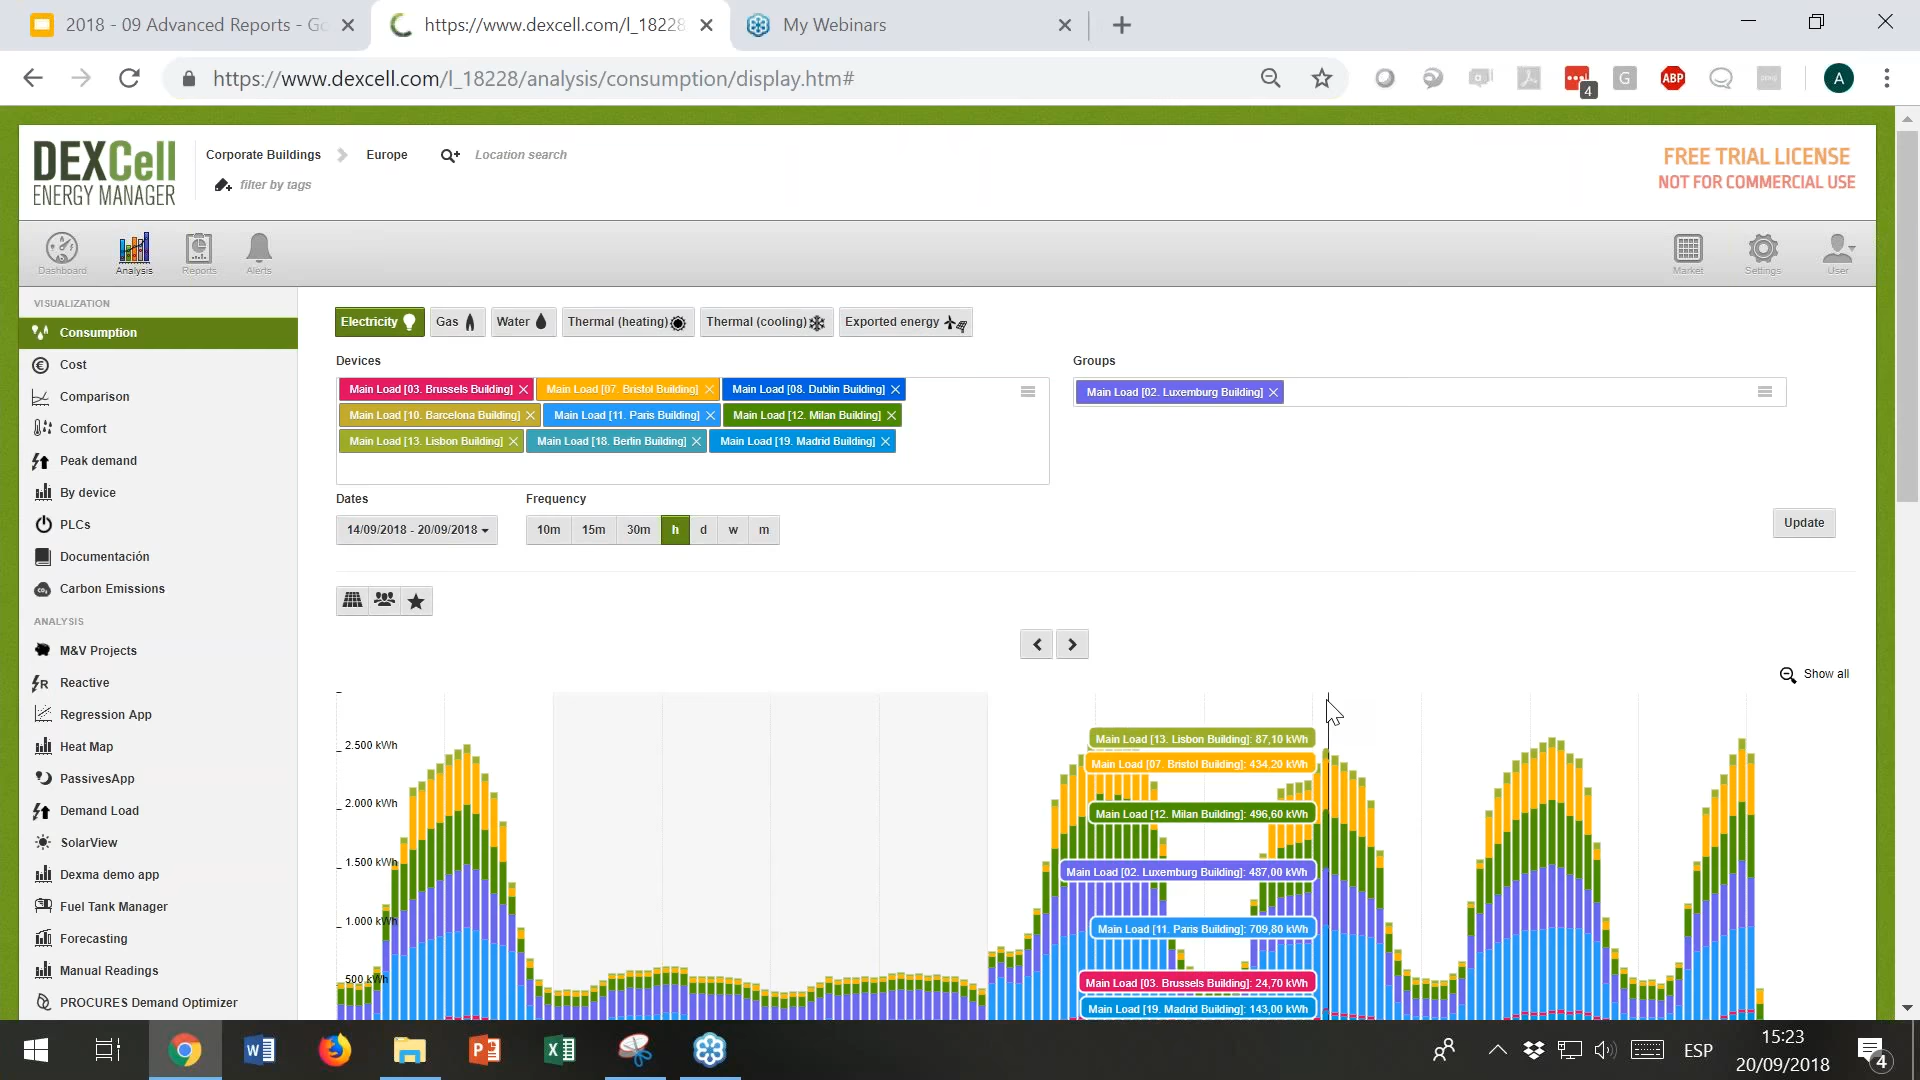 2018 - 09 Advanced Reports - Go
https://www.dexcell.com/l_18228
My Webinars
https://www.dexcell.com/l_18228/analysis/consumption/display.htm#
4
G
ABP
A
DEXCell
ENERGY MANAGER
Corporate Buildings
Europe
Location search
filter by tags
FREE TRIAL LICENSE
NOT FOR COMMERCIAL USE
Dashboard
Analysis
Reports
Alerts
Market
Settings
User
VISUALIZATION
Consumption
Cost
Comparison
Comfort
Peak demand
By device
PLCs
Documentación
Carbon Emissions
ANALYSIS
M&V Projects
Reactive
Regression App
Heat Map
PassivesApp
Demand Load
SolarView
Dexma demo app
Fuel Tank Manager
Forecasting
Manual Readings
PROCURES Demand Optimizer
Electricity
Gas
Water
Thermal (heating)
Thermal (cooling)
Exported energy
Devices
Groups
Main Load [03. Brussels Building]
Main Load [07. Bristol Building]
Main Load [08. Dublin Building]
Main Load [10. Barcelona Building]
Main Load [11. Paris Building]
Main Load [12. Milan Building]
Main Load [13. Lisbon Building]
Main Load [18. Berlin Building]
Main Load [19. Madrid Building]
Main Load [02. Luxemburg Building]
Dates
Frequency
14/09/2018 - 20/09/2018
10m
15m
30m
h
d
w
m
Update
Show all
2.500 kWh
2.000 kWh
1.500 kWh
1.000 kWh
500 kWh
Main Load [13. Lisbon Building]: 87,10 kWh
Main Load [07. Bristol Building]: 434,20 kWh
Main Load [12. Milan Building]: 496,60 kWh
Main Load [02. Luxemburg Building]: 487,00 kWh
Main Load [11. Paris Building]: 709,80 kWh
Main Load [03. Brussels Building]: 24,70 kWh
Main Load [19. Madrid Building]: 143,00 kWh
ESP
15:23
20/09/2018
4